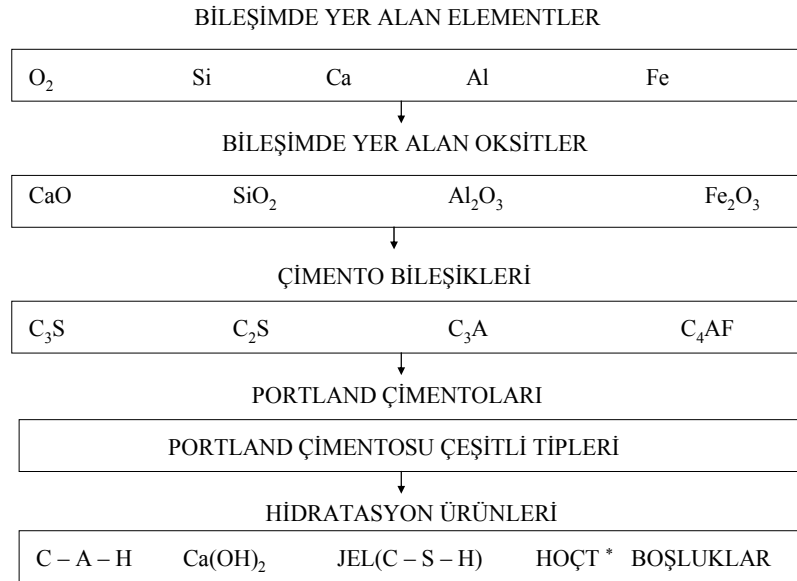 BİLEŞİMDE YER ALAN ELEMENTLER
O₂ Si Ca Al Fe
BİLEŞİMDE YER ALAN OKSİTLER
CaO SiO₂ Al₂O₃ Fe₂O₃
ÇİMENTO BİLEŞİKLERİ
C₃S C₂S C₃A C₄AF
PORTLAND ÇİMENTOLARI
PORTLAND ÇİMENTOSU ÇEŞİTLİ TİPLERİ
HİDRATASYON ÜRÜNLERİ
C – A – H Ca(OH)₂ JEL(C – S – H) HOÇT * BOŞLUKLAR